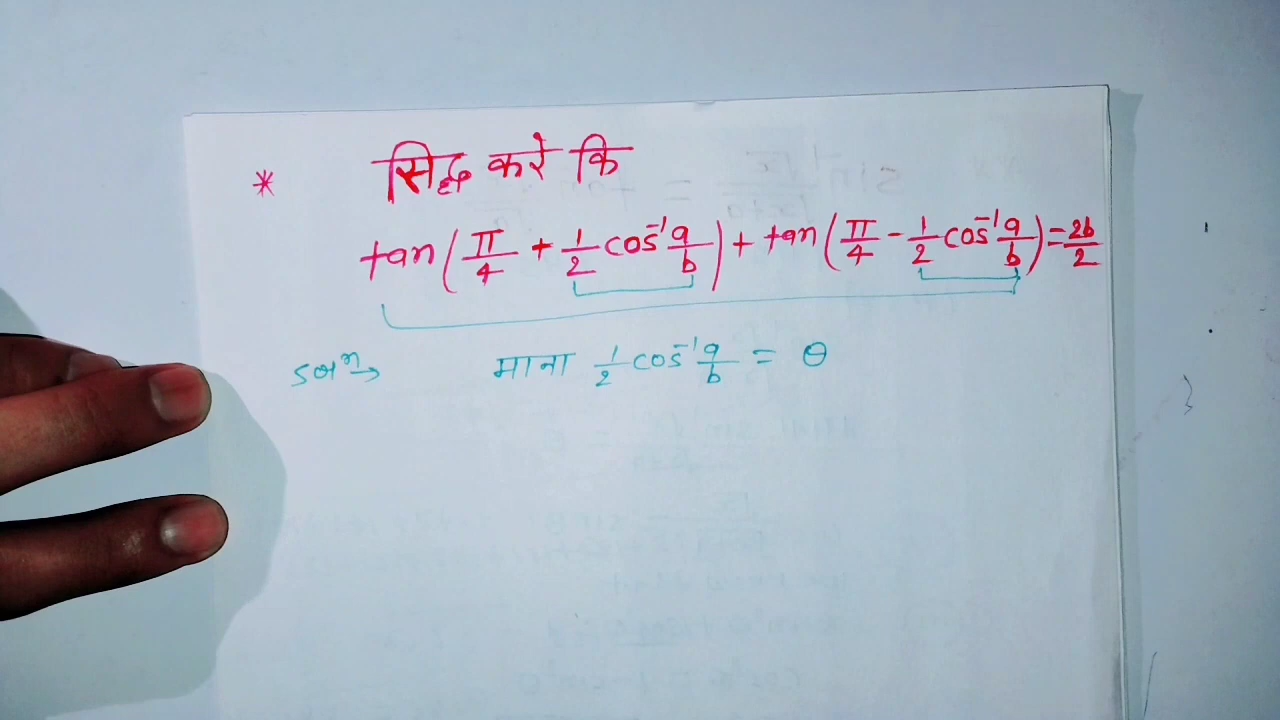 * सिद्ध करे कि
tan(π/4 + 1/2 cos⁻¹ a/b) + tan(π/4 - 1/2 cos⁻¹ a/b) = 2b/2
Solⁿ→ माना 1/2 cos⁻¹ a/b = θ